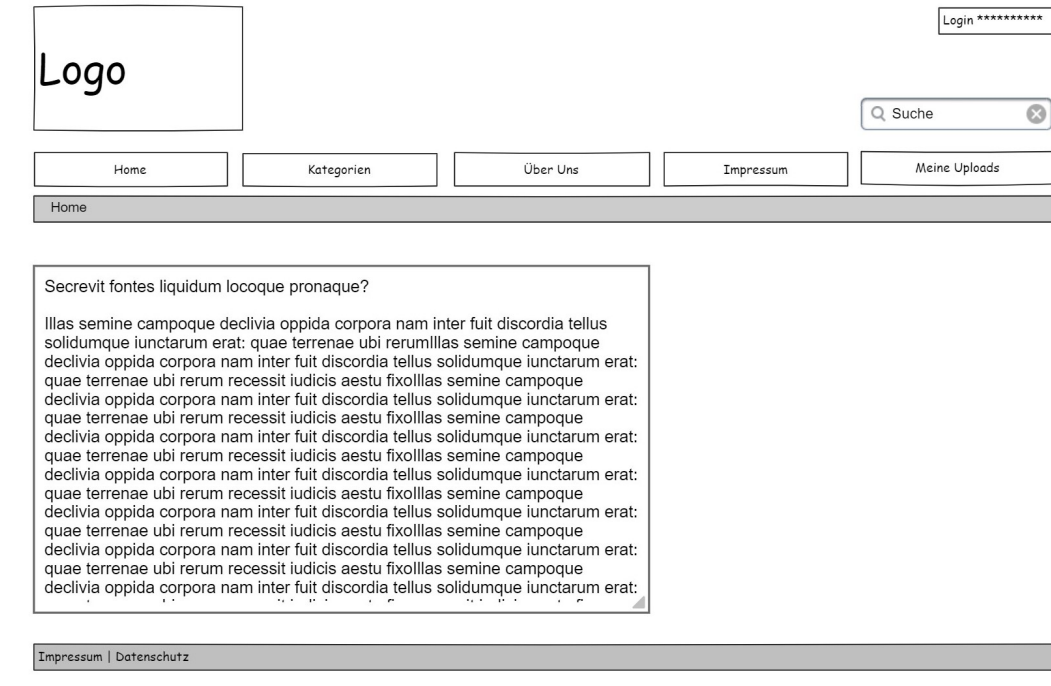 Login **********
Logo
Suche
Home
Kategorien
Über Uns
Impressum
Meine Uploads
Home
Secrevit fontes liquidum locoque pronaque?
Illas semine campoque declivia oppida corpora nam inter fuit discordia tellus
solidumque iunctarum erat: quae terrenae ubi rerumIllas semine campoque
declivia oppida corpora nam inter fuit discordia tellus solidumque iunctarum erat:
quae terrenae ubi rerum recessit iudicis aestu fixoIllas semine campoque
declivia oppida corpora nam inter fuit discordia tellus solidumque iunctarum erat:
quae terrenae ubi rerum recessit iudicis aestu fixoIllas semine campoque
declivia oppida corpora nam inter fuit discordia tellus solidumque iunctarum erat:
quae terrenae ubi rerum recessit iudicis aestu fixoIllas semine campoque
declivia oppida corpora nam inter fuit discordia tellus solidumque iunctarum erat:
quae terrenae ubi rerum recessit iudicis aestu fixoIllas semine campoque
declivia oppida corpora nam inter fuit discordia tellus solidumque iunctarum erat:
quae terrenae ubi rerum recessit iudicis aestu fixoIllas semine campoque
declivia oppida corpora nam inter fuit discordia tellus solidumque iunctarum erat:
quae terrenae ubi rerum recessit iudicis aestu fixoIllas semine campoque
declivia oppida corpora nam inter fuit discordia tellus solidumque iunctarum erat:
Impressum | Datenschutz